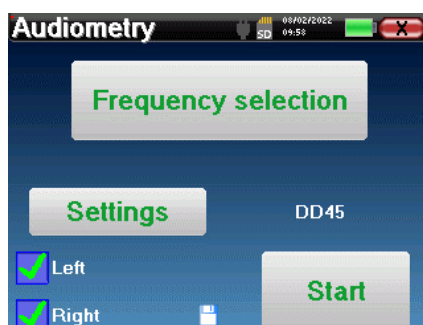 Audiometry
SD
08/02/2022
09:58
X
Frequency selection
Settings
DD45
Left
Start
Right